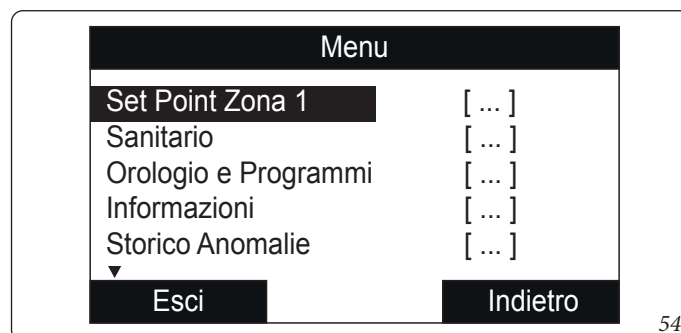 Menu
Set Point Zona 1 [ ... ]
Sanitario [ ... ]
Orologio e Programmi [ ... ]
Informazioni [ ... ]
Storico Anomalie [ ... ]
▼
Esci Indietro
54